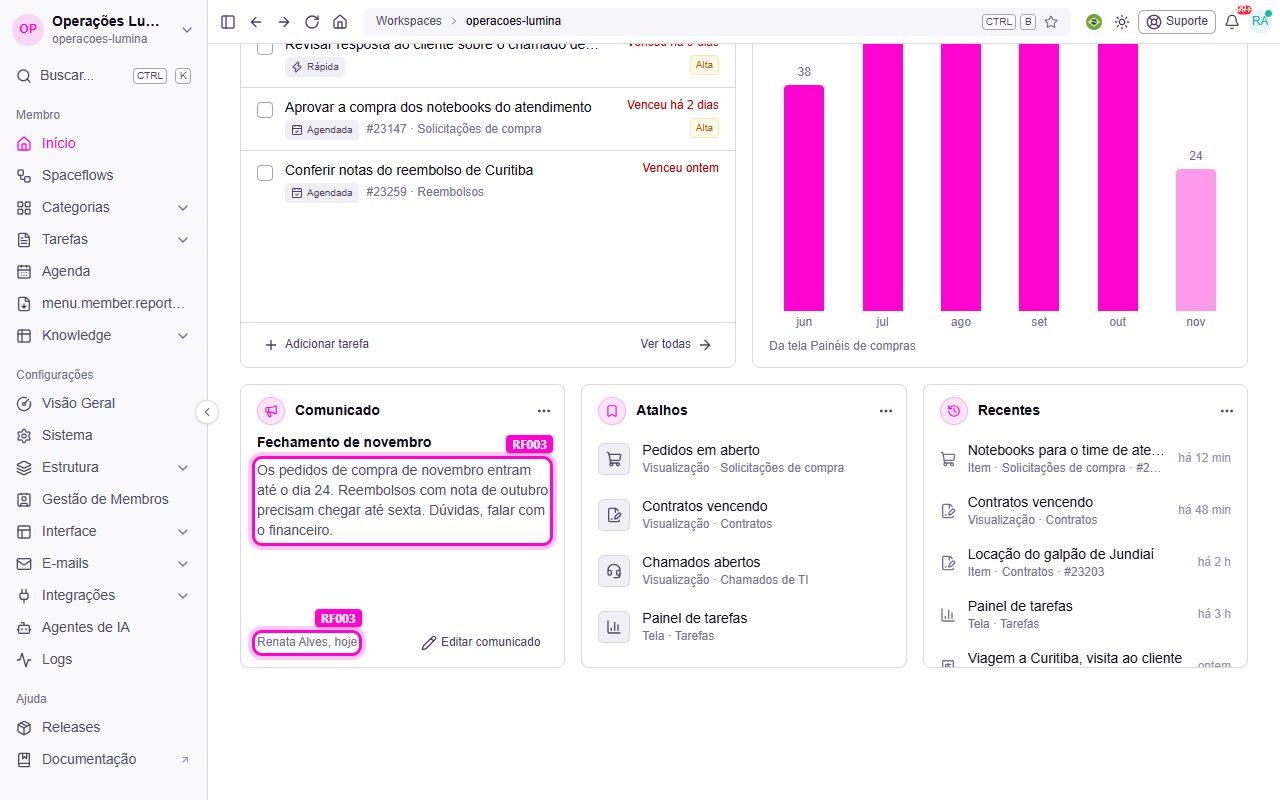 OP
Operações Lu...
operacoes-lumina
Buscar...
CTRL
K
Membro
Início
Spaceflows
Categorias
Tarefas
Agenda
menu.member.report...
Knowledge
Configurações
Visão Geral
Sistema
Estrutura
Gestão de Membros
Interface
E-mails
Integrações
Agentes de IA
Logs
Ajuda
Releases
Documentação
Workspaces
operacoes-lumina
CTRL
B
Suporte
99+
RA
Revisar resposta ao cliente sobre o chamado de...
Rápida
Alta
Aprovar a compra dos notebooks do atendimento
Venceu há 2 dias
Agendada
#23147 · Solicitações de compra
Alta
Conferir notas do reembolso de Curitiba
Venceu ontem
Agendada
#23259 · Reembolsos
Adicionar tarefa
Ver todas
38
24
jun
jul
ago
set
out
nov
Da tela Painéis de compras
Comunicado
Fechamento de novembro
RF003
Os pedidos de compra de novembro entram
até o dia 24. Reembolsos com nota de outubro
precisam chegar até sexta. Dúvidas, falar com
o financeiro.
RF003
Renata Alves, hoje
Editar comunicado
Atalhos
Pedidos em aberto
Visualização · Solicitações de compra
Contratos vencendo
Visualização · Contratos
Chamados abertos
Visualização · Chamados de TI
Painel de tarefas
Tela · Tarefas
Recentes
Notebooks para o time de ate...
há 12 min
Item · Solicitações de compra · #2...
Contratos vencendo
há 48 min
Visualização · Contratos
Locação do galpão de Jundiaí
há 2 h
Item · Contratos · #23203
Painel de tarefas
há 3 h
Tela · Tarefas
Viagem a Curitiba, visita ao cliente
ontem